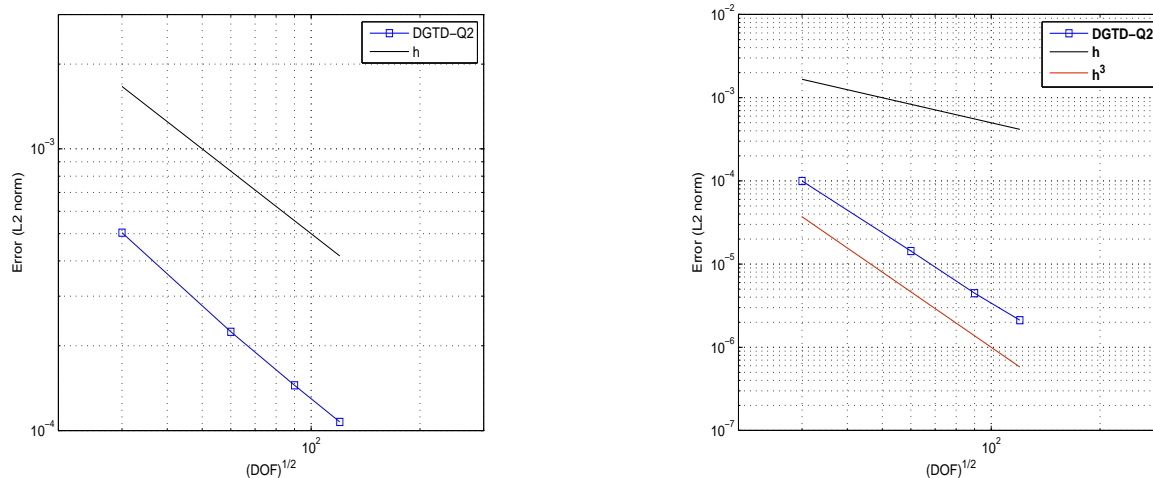 DGTD−Q2
h
10^−3
10^−4
Error (L2 norm)
10^2
(DOF)^1/2
DGTD−Q2
h
h^3
10^−2
10^−3
10^−4
10^−5
10^−6
10^−7
Error (L2 norm)
10^2
(DOF)^1/2